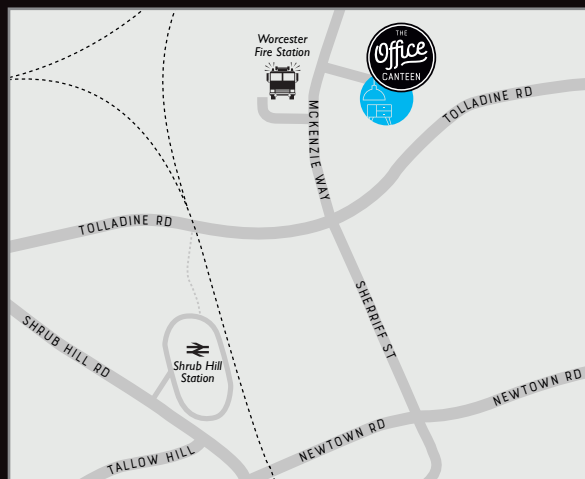 Worcester
Fire Station
THE
Office
CANTEEN
TOLLADINE RD
MCKENZIE WAY
TOLLADINE RD
SHERRIFF ST
SHRUB HILL RD
Shrub Hill
Station
NEWTOWN RD
NEWTOWN RD
TALLOW HILL